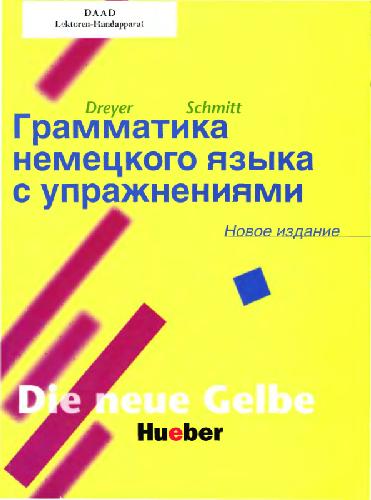 DAAD
Lektoren-Handapparat
Dreyer Schmitt
Грамматика
немецкого языка
с упражнениями
Новое издание
Die neue Gelbe
Hueber